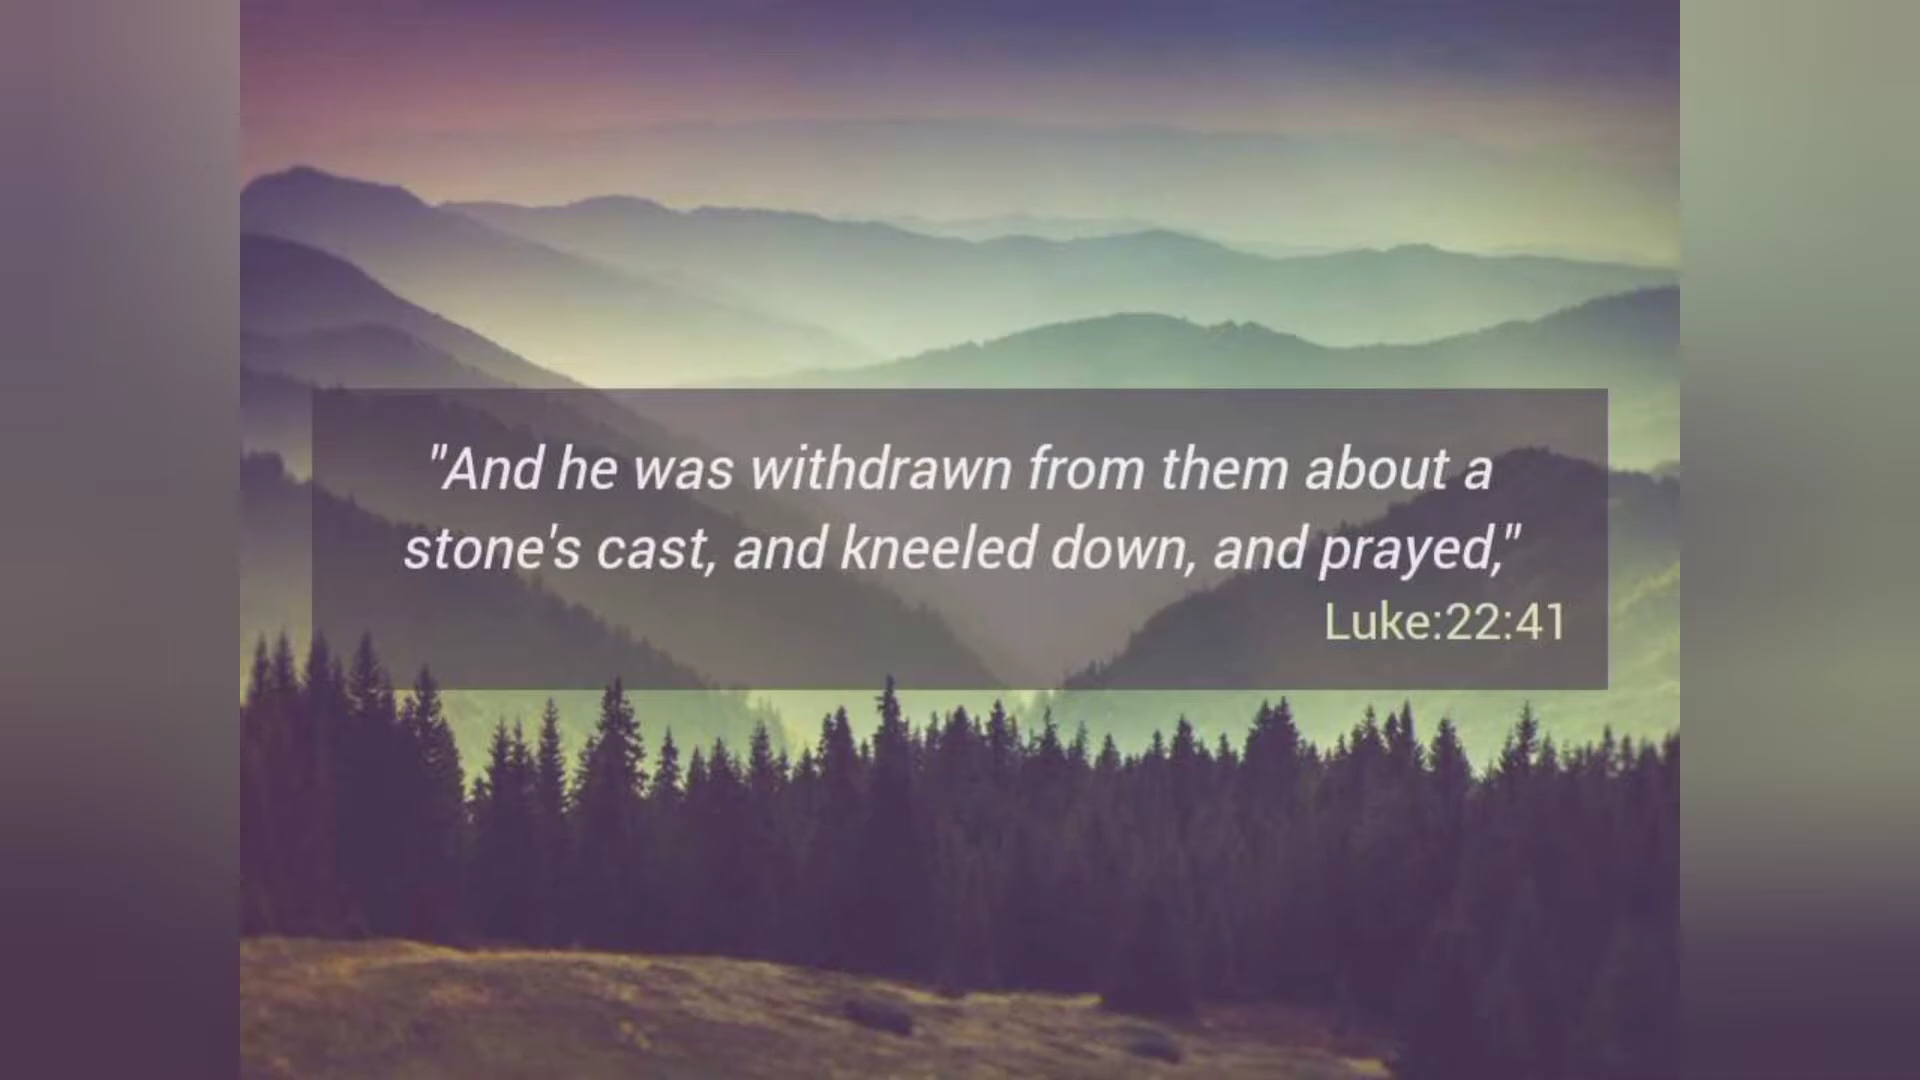 "And he was withdrawn from them about a
stone's cast, and kneeled down, and prayed,"
Luke:22:41